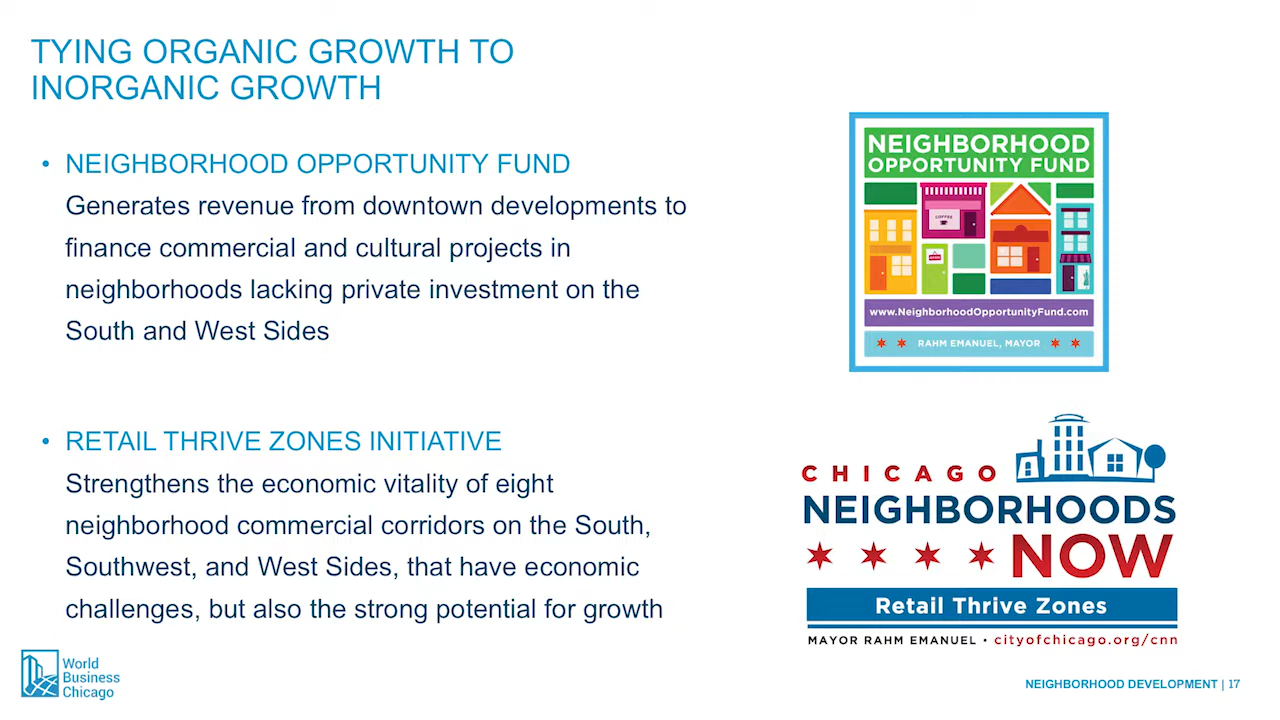 TYING ORGANIC GROWTH TO
INORGANIC GROWTH
• NEIGHBORHOOD OPPORTUNITY FUND
Generates revenue from downtown developments to
finance commercial and cultural projects in
neighborhoods lacking private investment on the
South and West Sides
• RETAIL THRIVE ZONES INITIATIVE
Strengthens the economic vitality of eight
neighborhood commercial corridors on the South,
Southwest, and West Sides, that have economic
challenges, but also the strong potential for growth
NEIGHBORHOOD
OPPORTUNITY FUND
COFFEE
www.NeighborhoodOpportunityFund.com
RAHM EMANUEL, MAYOR
CHICAGO
NEIGHBORHOODS
NOW
Retail Thrive Zones
MAYOR RAHM EMANUEL • cityofchicago.org/cnn
World
Business
Chicago
NEIGHBORHOOD DEVELOPMENT | 17